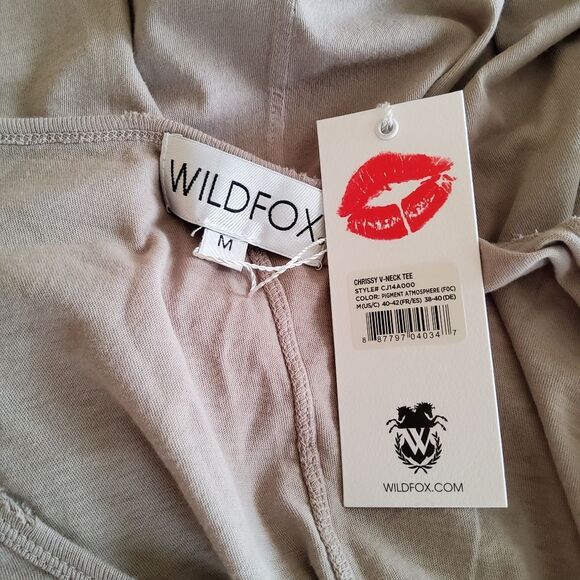 WILDFOX
M
CHRISSY V-NECK TEE
STYLE# CJ14A000
COLOR: PIGMENT ATMOSPHERE (FOC)
M(US/C) 40-42(FR/ES) 38-40(DE)
8 87797 04034 7
W
WILDFOX.COM